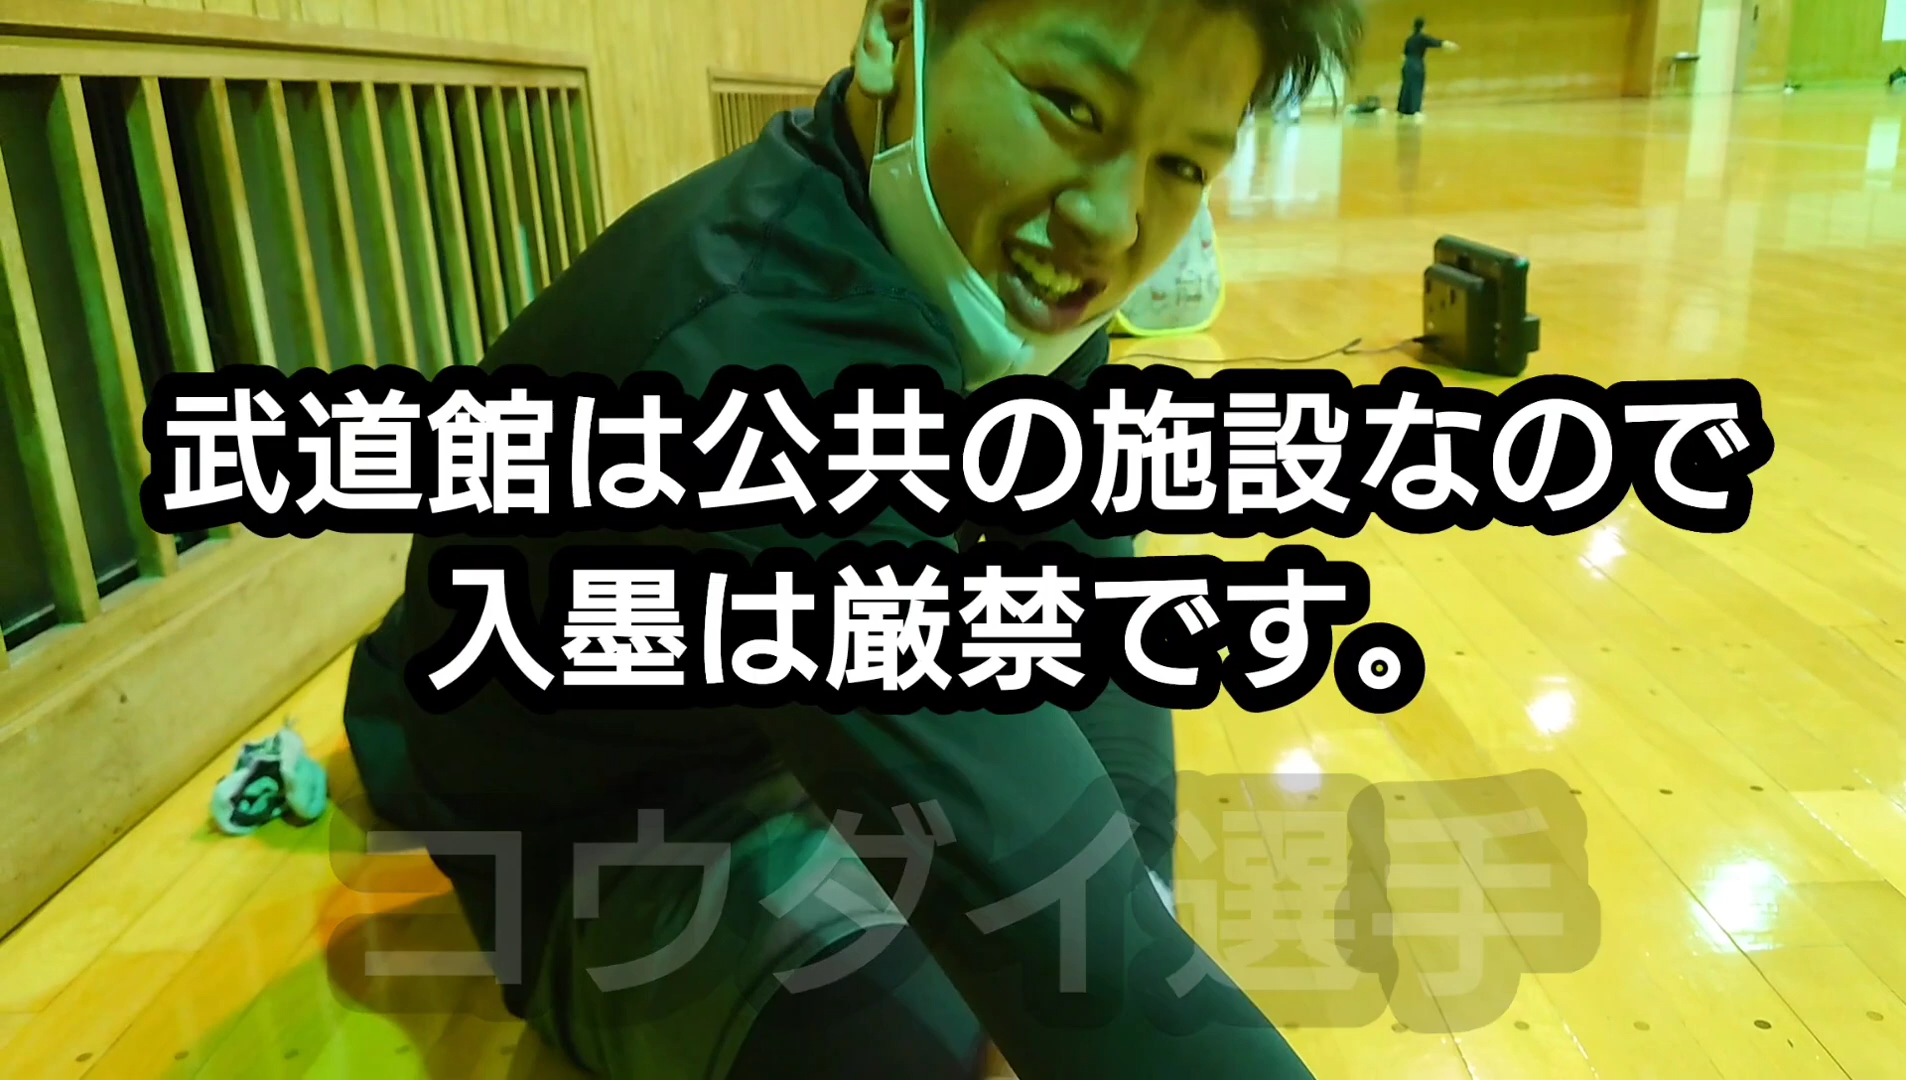 武道館は公共の施設なので
入墨は厳禁です。
コウダイ選手